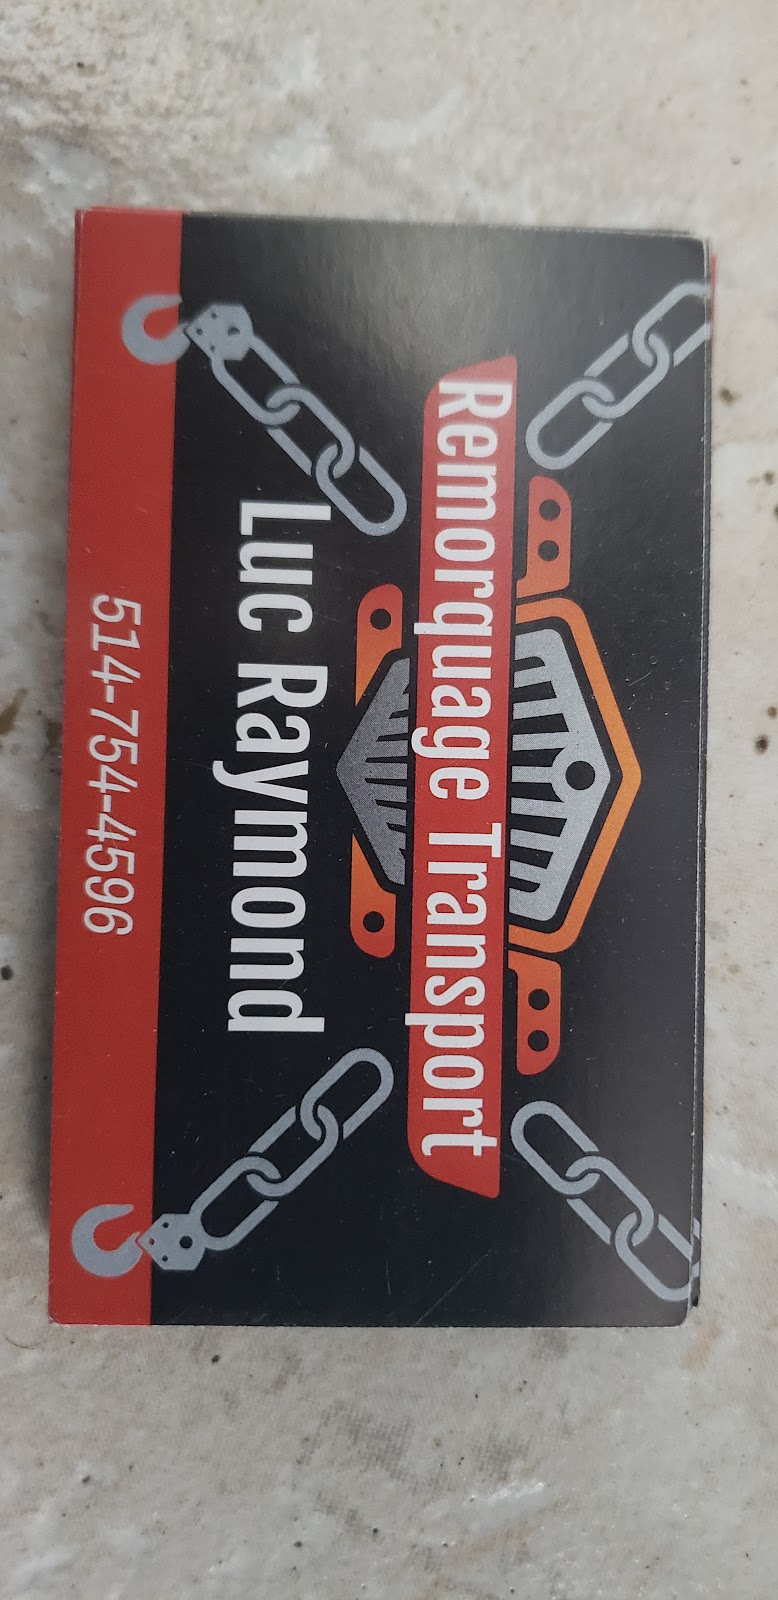 Remorquage Transport
Luc Raymond
514-754-4596